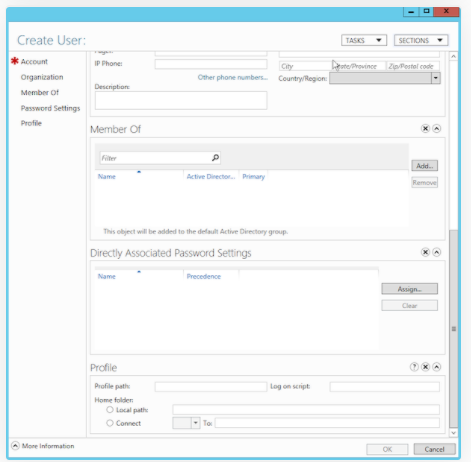 Create User:
TASKS
SECTIONS
Account
Organization
Member Of
Password Settings
Profile
IP Phone:
Other phone numbers...
Description:
City
State/Province
Zip/Postal code
Country/Region:
Member Of
Filter
Add...
Remove
Name
Active Director...
Primary
This object will be added to the default Active Directory group.
Directly Associated Password Settings
Name
Precedence
Assign...
Clear
Profile
Profile path:
Log on script:
Home folder:
Local path:
Connect
To:
More Information
OK
Cancel